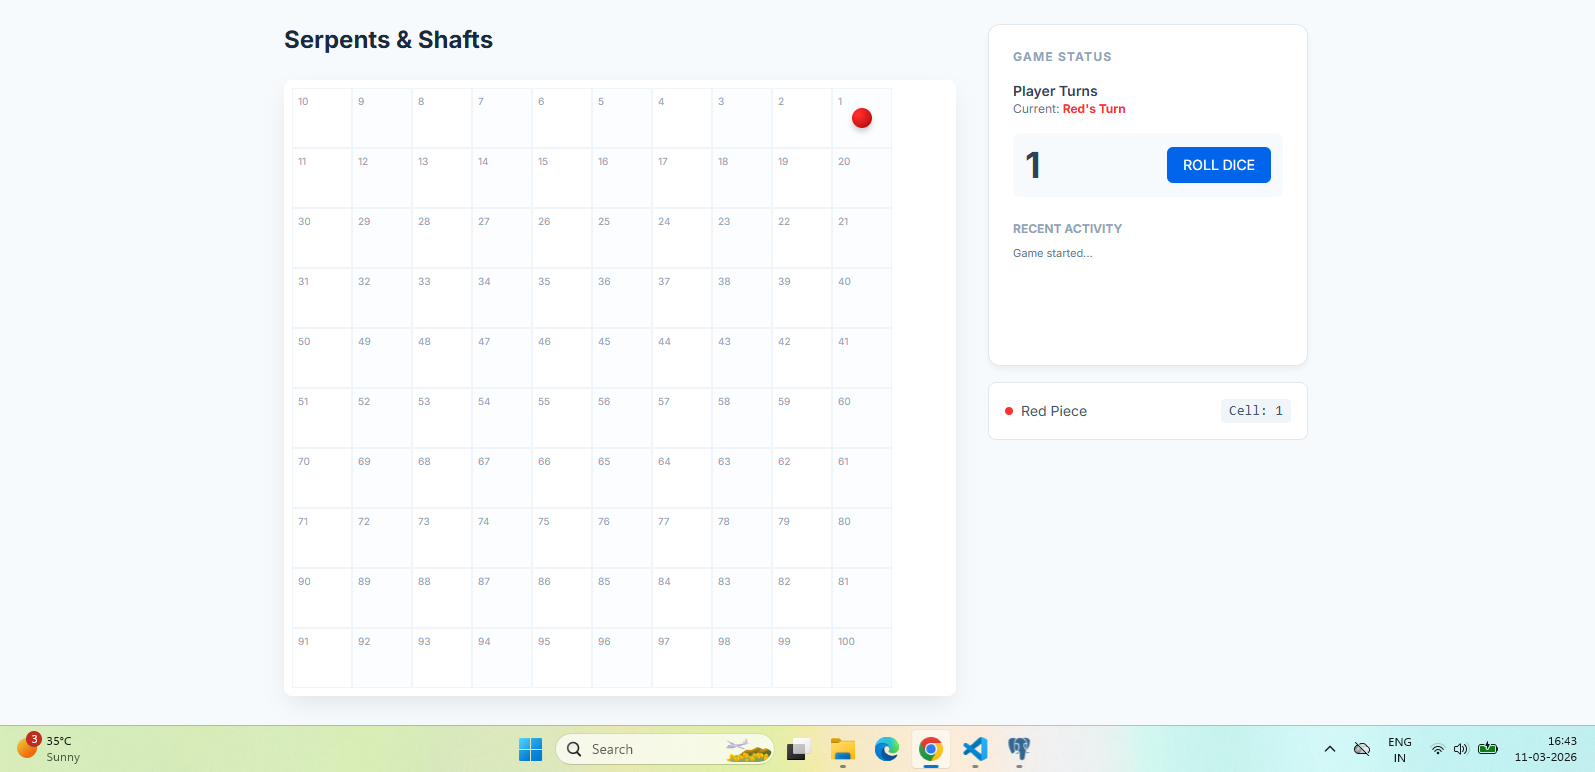 Serpents & Shafts
10 9 8 7 6 5 4 3 2 1
11 12 13 14 15 16 17 18 19 20
30 29 28 27 26 25 24 23 22 21
31 32 33 34 35 36 37 38 39 40
50 49 48 47 46 45 44 43 42 41
51 52 53 54 55 56 57 58 59 60
70 69 68 67 66 65 64 63 62 61
71 72 73 74 75 76 77 78 79 80
90 89 88 87 86 85 84 83 82 81
91 92 93 94 95 96 97 98 99 100
GAME STATUS
Player Turns
Current: Red's Turn
1 ROLL DICE
RECENT ACTIVITY
Game started...
Red Piece Cell: 1
3
35°C
Sunny
Search
ENG
IN
16:43
11-03-2026